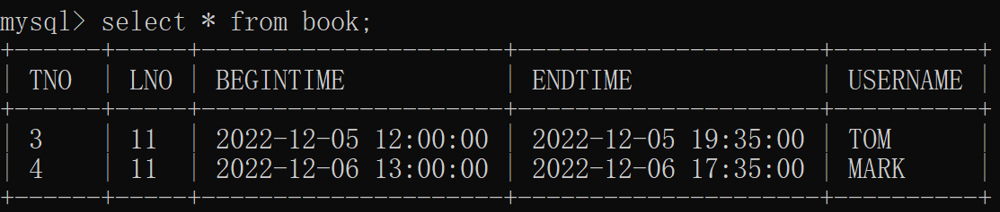 mysql> select * from book;
+------+-----+---------------------+---------------------+----------+
| TNO  | LNO | BEGINTIME           | ENDTIME             | USERNAME |
+------+-----+---------------------+---------------------+----------+
| 3    | 11  | 2022-12-05 12:00:00 | 2022-12-05 19:35:00 | TOM      |
| 4    | 11  | 2022-12-06 13:00:00 | 2022-12-06 17:35:00 | MARK     |
+------+-----+---------------------+---------------------+----------+